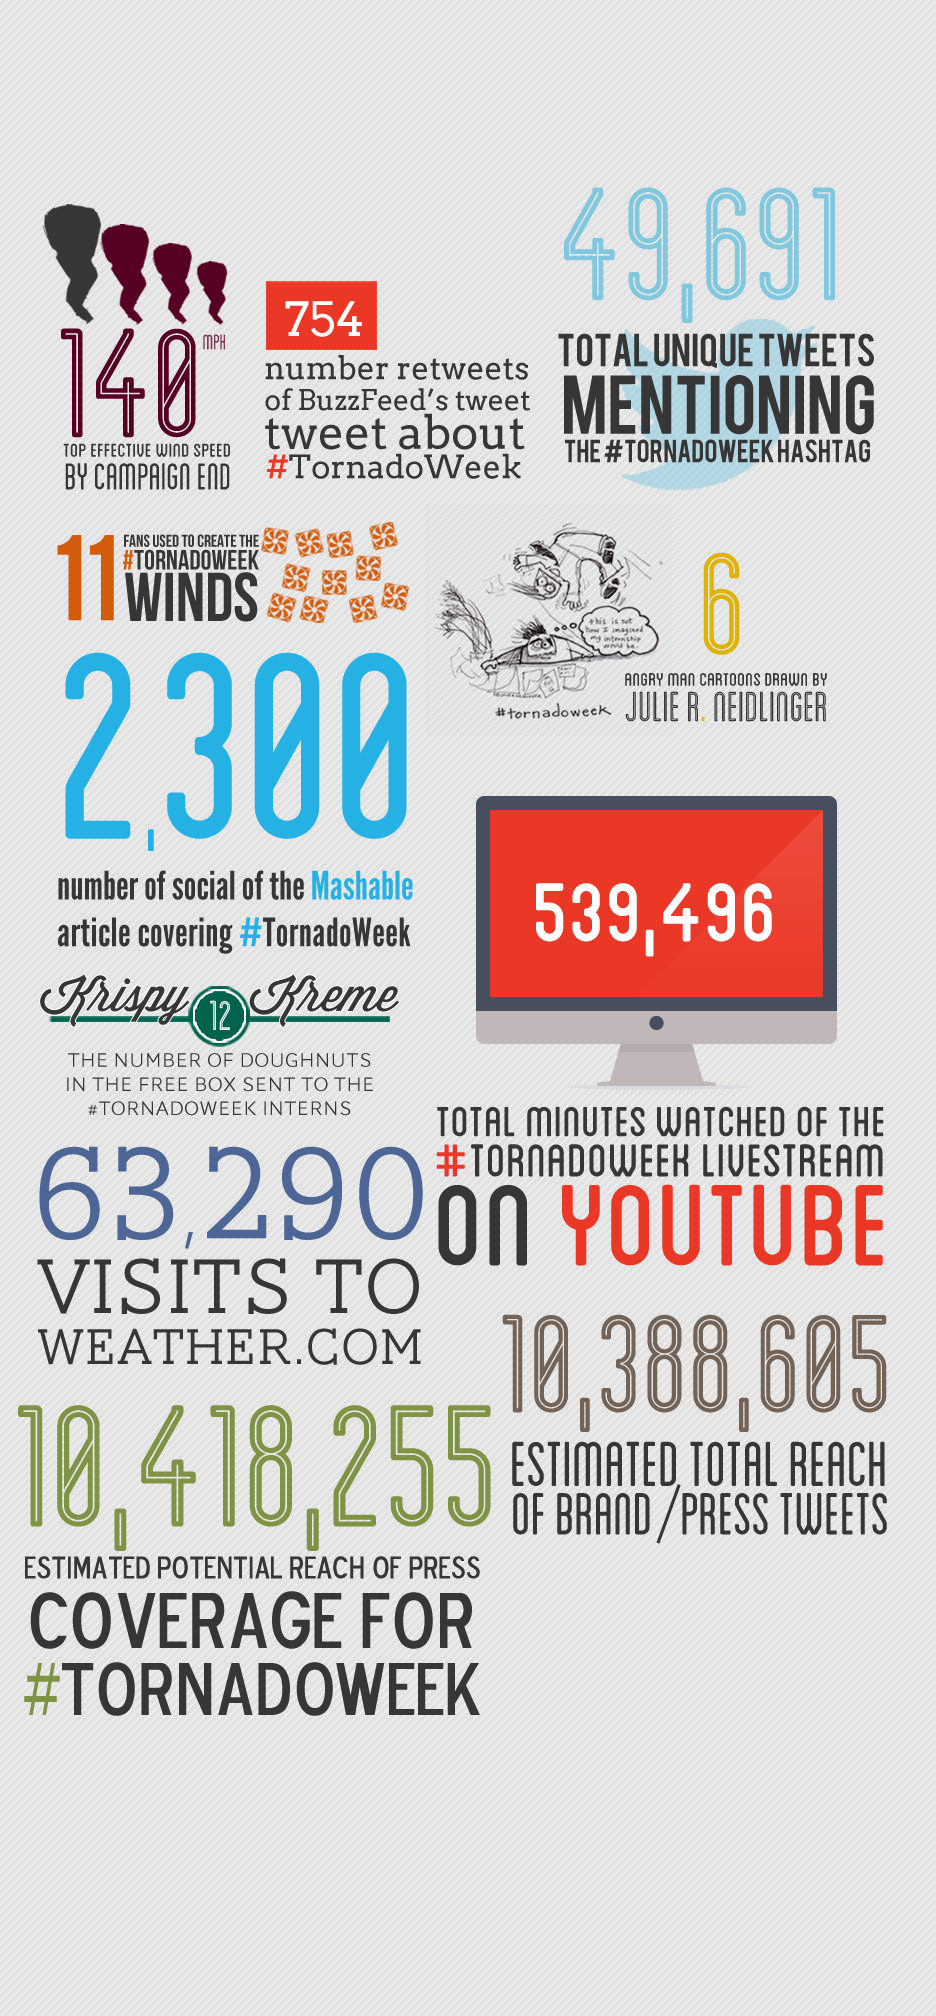 140 MPH
TOP EFFECTIVE WIND SPEED
BY CAMPAIGN END
754
number retweets
of BuzzFeed's tweet
tweet about
#TornadoWeek
49,691
TOTAL UNIQUE TWEETS
MENTIONING
THE #TORNADOWEEK HASHTAG
11
FANS USED TO CREATE THE
#TORNADOWEEK
WINDS
this is not
how I imagined
my internship
would be.
#tornadoweek
6
ANGRY MAN CARTOONS DRAWN BY
JULIE R. NEIDLINGER
2,300
number of social of the Mashable
article covering #TornadoWeek
539,496
TOTAL MINUTES WATCHED OF THE
#TORNADOWEEK LIVESTREAM
ON YOUTUBE
Krispy 12 Kreme
THE NUMBER OF DOUGHNUTS
IN THE FREE BOX SENT TO THE
#TORNADOWEEK INTERNS
63,290
VISITS TO
WEATHER.COM
10,388,605
ESTIMATED TOTAL REACH
OF BRAND/PRESS TWEETS
10,418,255
ESTIMATED POTENTIAL REACH OF PRESS
COVERAGE FOR
#TORNADOWEEK